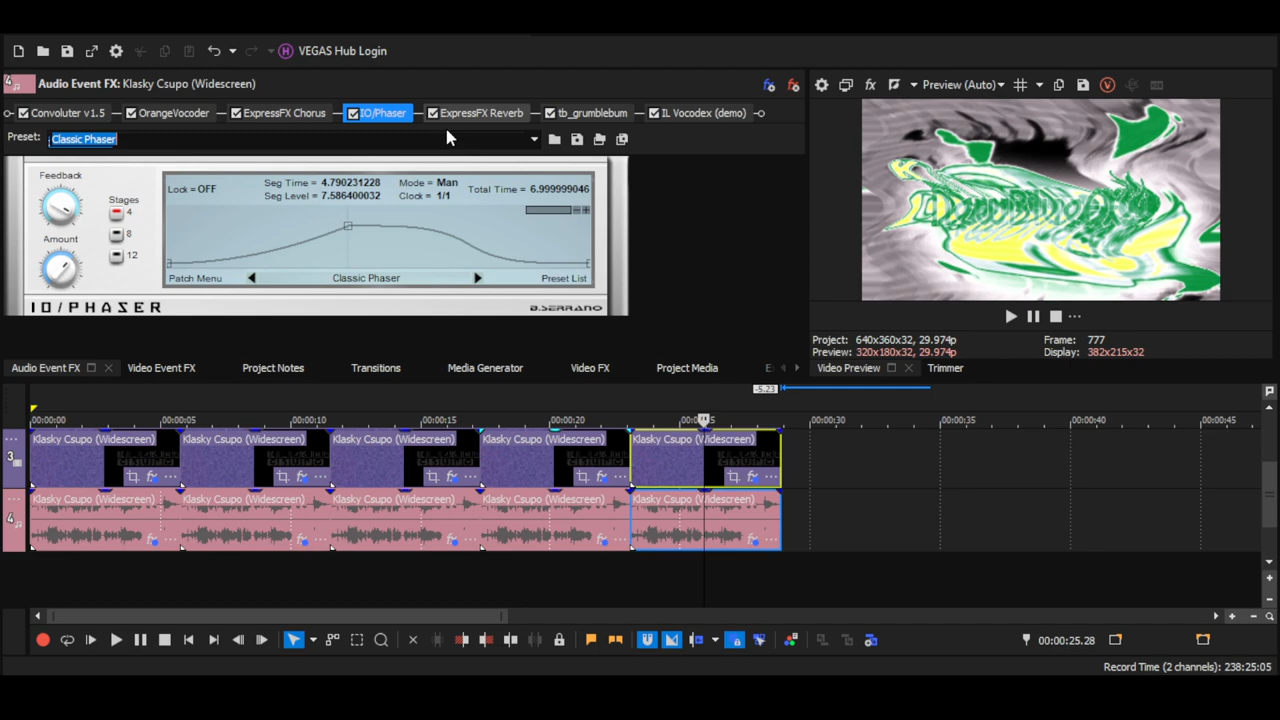 VEGAS Hub Login
4 Audio Event FX: Klasky Csupo (Widescreen)
Convoluter v1.5 OrangeVocoder ExpressFX Chorus IO/Phaser ExpressFX Reverb tb_grumblebum IL Vocodex (demo)
Preset: Classic Phaser
Preview (Auto)
Feedback
Stages
4
8
12
Amount
Lock=OFF
Seg Time = 4.790231228
Seg Level = 7.586400032
Mode = Man
Clock = 1/1
Total Time = 6.999999046
Patch Menu Classic Phaser Preset List
IO/PHASER B.SERRANO
Project: 640x360x32, 29.974p
Preview: 320x180x32, 29.974p
Frame: 777
Display: 382x215x32
Audio Event FX Video Event FX Project Notes Transitions Media Generator Video FX Project Media
Video Preview Trimmer
-5.23
00:00:00 00:00:05 00:00:10 00:00:15 00:00:20 00:00:30 00:00:35 00:00:40 00:00:45
3 Klasky Csupo (Widescreen) Klasky Csupo (Widescreen) Klasky Csupo (Widescreen) Klasky Csupo (Widescreen) Klasky Csupo (Widescreen)
4 Klasky Csupo (Widescreen) Klasky Csupo (Widescreen) Klasky Csupo (Widescreen) Klasky Csupo (Widescreen) Klasky Csupo (Widescreen)
00:00:25.28
Record Time (2 channels): 238:25:05